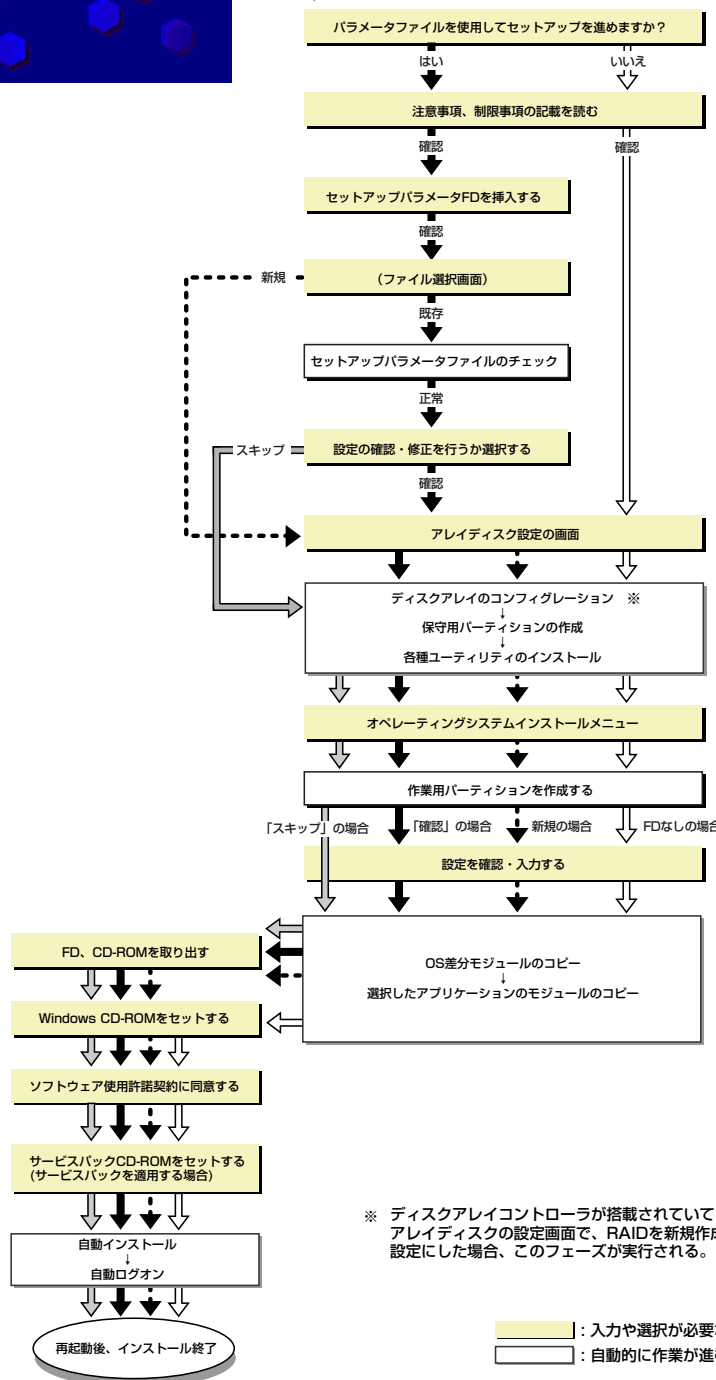 パラメータファイルを使用してセットアップを進めますか？
はい
いいえ
注意事項、制限事項の記載を読む
確認
確認
セットアップパラメータFDを挿入する
確認
新規
（ファイル選択画面）
既存
セットアップパラメータファイルのチェック
正常
スキップ
設定の確認・修正を行うか選択する
確認
アレイディスク設定の画面
ディスクアレイのコンフィグレーション ※
↓
保守用パーティションの作成
↓
各種ユーティリティのインストール
オペレーティングシステムインストールメニュー
作業用パーティションを作成する
「スキップ」の場合
「確認」の場合
新規の場合
FDなしの場合
設定を確認・入力する
OS差分モジュールのコピー
↓
選択したアプリケーションのモジュールのコピー
FD、CD-ROMを取り出す
Windows CD-ROMをセットする
ソフトウェア使用許諾契約に同意する
サービスパックCD-ROMをセットする
(サービスパックを適用する場合)
自動インストール
↓
自動ログオン
再起動後、インストール終了
※ ディスクアレイコントローラが搭載されていて
アレイディスクの設定画面で、RAIDを新規作成
設定にした場合、このフェーズが実行される。
：入力や選択が必要
：自動的に作業が進